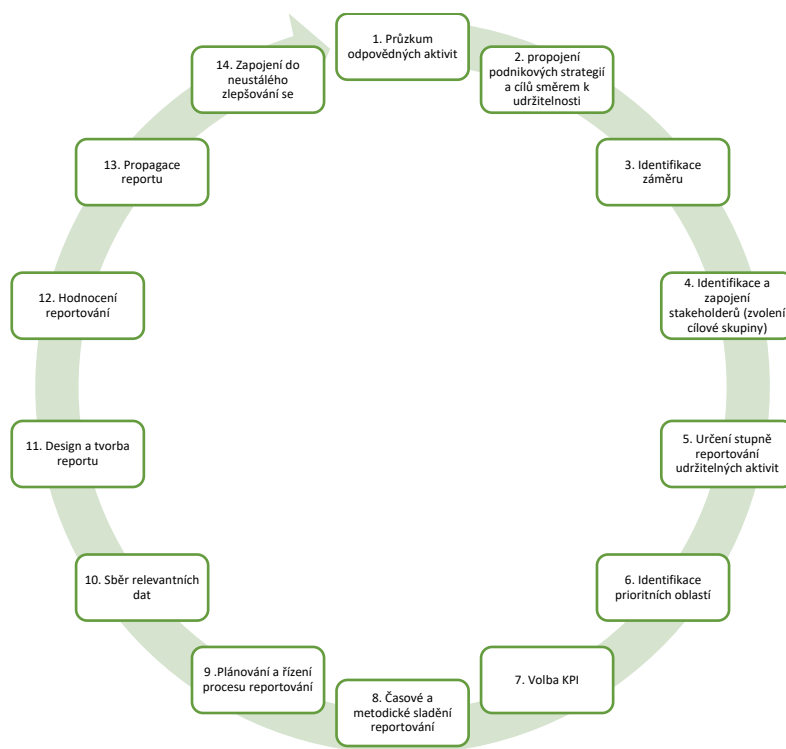 1. Průzkum
odpovědných aktivit
2. propojení
podnikových strategií
a cílů směrem k
udržitelnosti
3. Identifikace
záměru
4. Identifikace a
zapojení
stakeholderů (zvolení
cílové skupiny)
5. Určení stupně
reportování
udržitelných aktivit
6. Identifikace
prioritních oblastí
7. Volba KPI
8. Časové a
metodické sladění
reportování
9 .Plánování a řízení
procesu reportování
10. Sběr relevantních
dat
11. Design a tvorba
reportu
12. Hodnocení
reportování
13. Propagace
reportu
14. Zapojení do
neustálého
zlepšování se